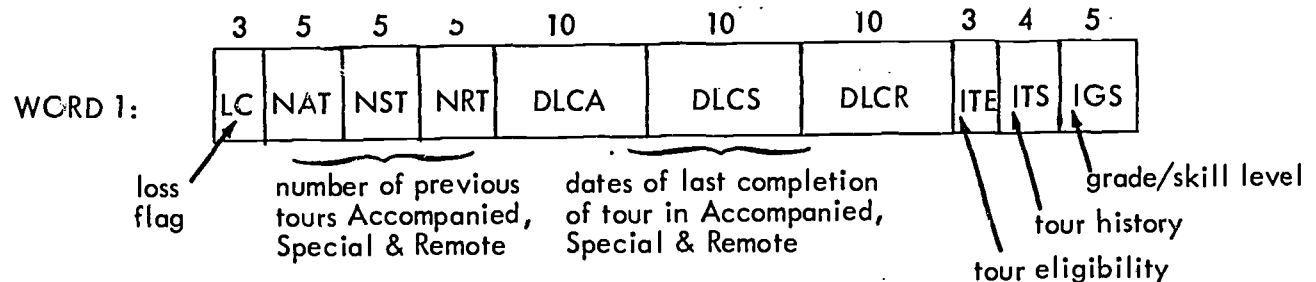 3 5 5 5 10 10 10 3 4 5
WORD 1: LC NAT NST NRT DLCA DLCS DLCR ITE ITS IGS
loss flag
number of previous
tours Accompanied,
Special & Remote
dates of last completion
of tour in Accompanied,
Special & Remote
grade/skill level
tour history
tour eligibility